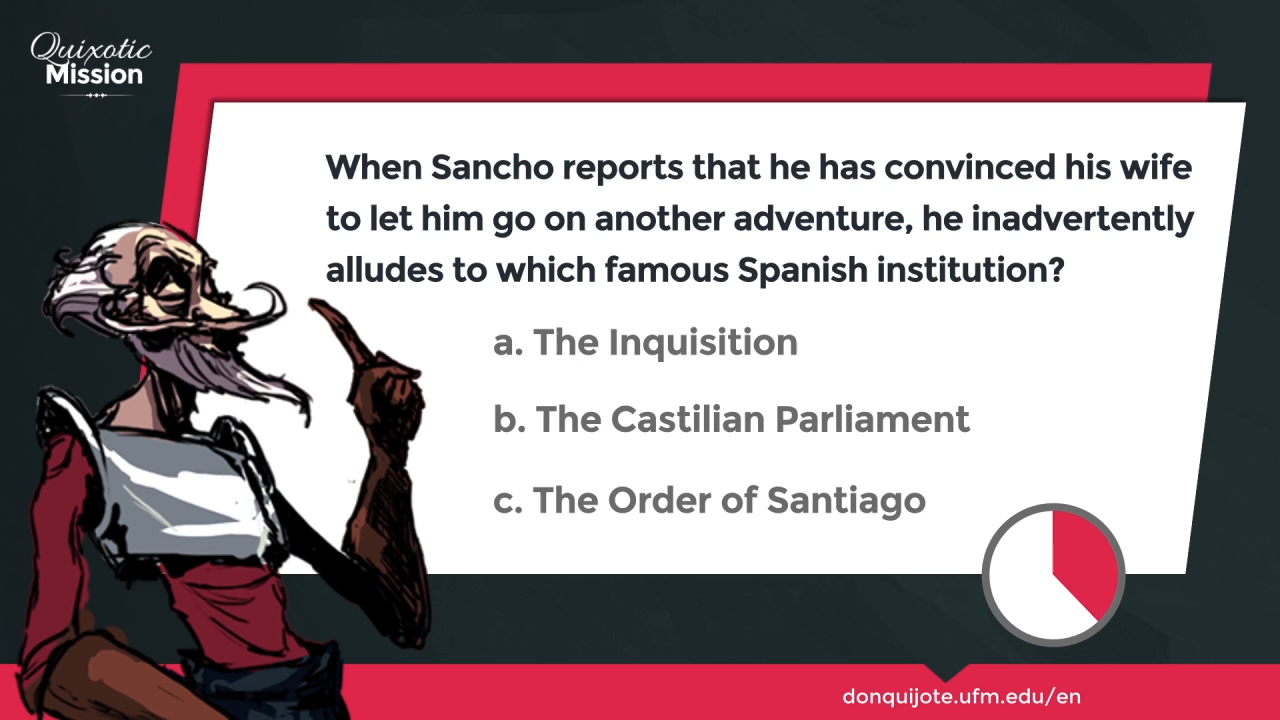 Quixotic
Mission
When Sancho reports that he has convinced his wife
to let him go on another adventure, he inadvertently
alludes to which famous Spanish institution?
a. The Inquisition
b. The Castilian Parliament
c. The Order of Santiago
donquijote.ufm.edu/en